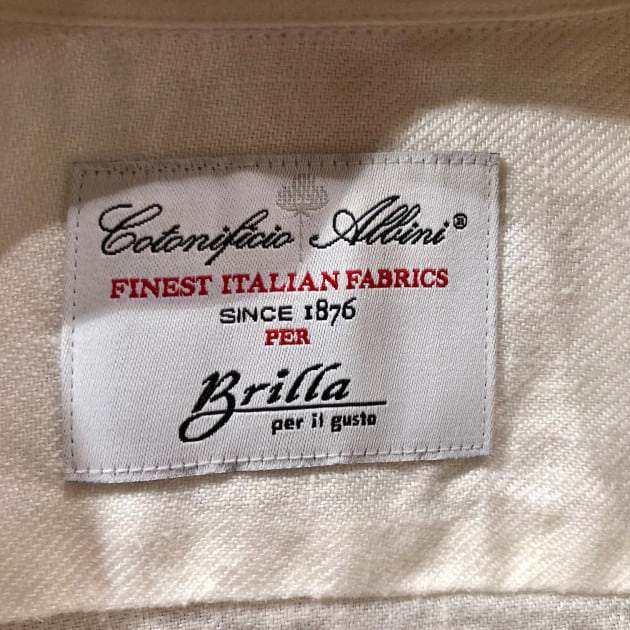 Cotonificio Albini®
FINEST ITALIAN FABRICS
SINCE 1876
PER
Brilla
per il gusto